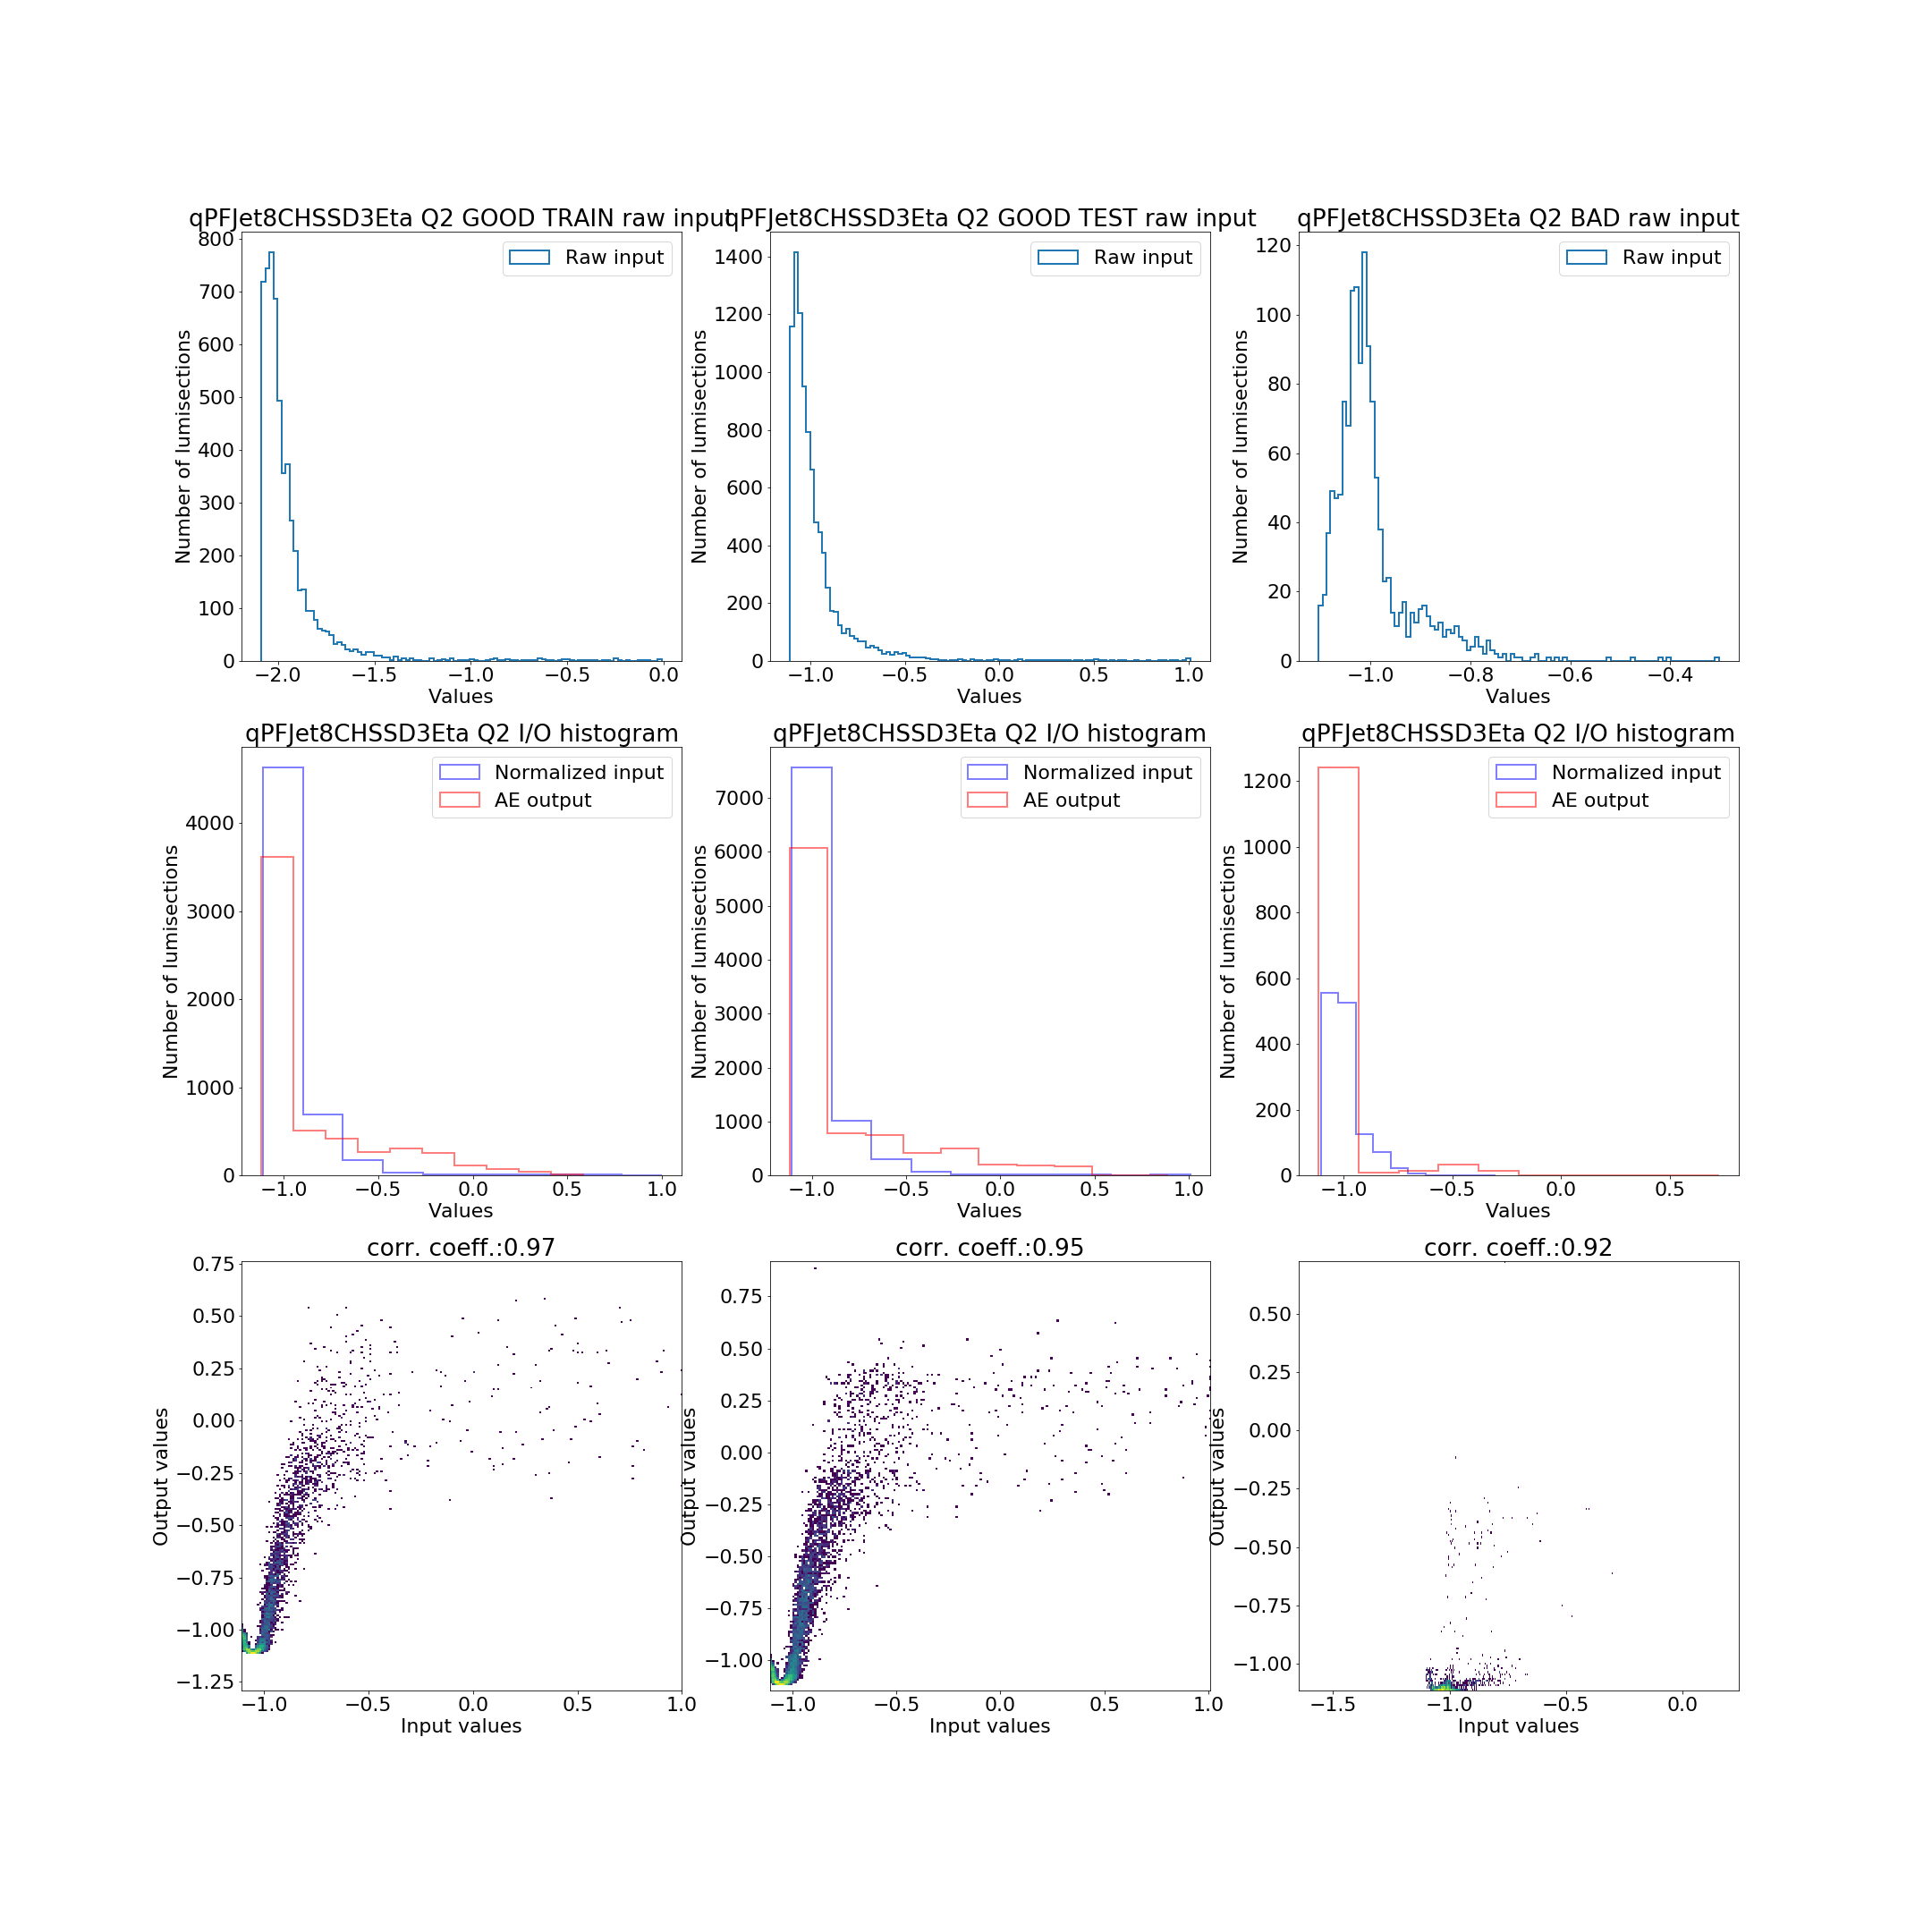 qPFJet8CHSSD3Eta Q2 GOOD TRAIN raw input
qPFJet8CHSSD3Eta Q2 GOOD TEST raw input
qPFJet8CHSSD3Eta Q2 BAD raw input
Number of lumisections
800
700
600
500
400
300
200
100
0
Raw input
−2.0 −1.5 −1.0 −0.5 0.0
Values
Number of lumisections
1400
1200
1000
800
600
400
200
0
Raw input
−1.0 −0.5 0.0 0.5 1.0
Values
Number of lumisections
120
100
80
60
40
20
0
Raw input
−1.0 −0.8 −0.6 −0.4
Values
qPFJet8CHSSD3Eta Q2 I/O histogram
qPFJet8CHSSD3Eta Q2 I/O histogram
qPFJet8CHSSD3Eta Q2 I/O histogram
Number of lumisections
4000
3000
2000
1000
0
Normalized input
AE output
−1.0 −0.5 0.0 0.5 1.0
Values
Number of lumisections
7000
6000
5000
4000
3000
2000
1000
0
Normalized input
AE output
−1.0 −0.5 0.0 0.5 1.0
Values
Number of lumisections
1200
1000
800
600
400
200
0
Normalized input
AE output
−1.0 −0.5 0.0 0.5
Values
corr. coeff.:0.97
corr. coeff.:0.95
corr. coeff.:0.92
Output values
0.75
0.50
0.25
0.00
−0.25
−0.50
−0.75
−1.00
−1.25
−1.0 −0.5 0.0 0.5 1.0
Input values
Output values
0.75
0.50
0.25
0.00
−0.25
−0.50
−0.75
−1.00
−1.0 −0.5 0.0 0.5 1.0
Input values
Output values
0.50
0.25
0.00
−0.25
−0.50
−0.75
−1.00
−1.5 −1.0 −0.5 0.0
Input values